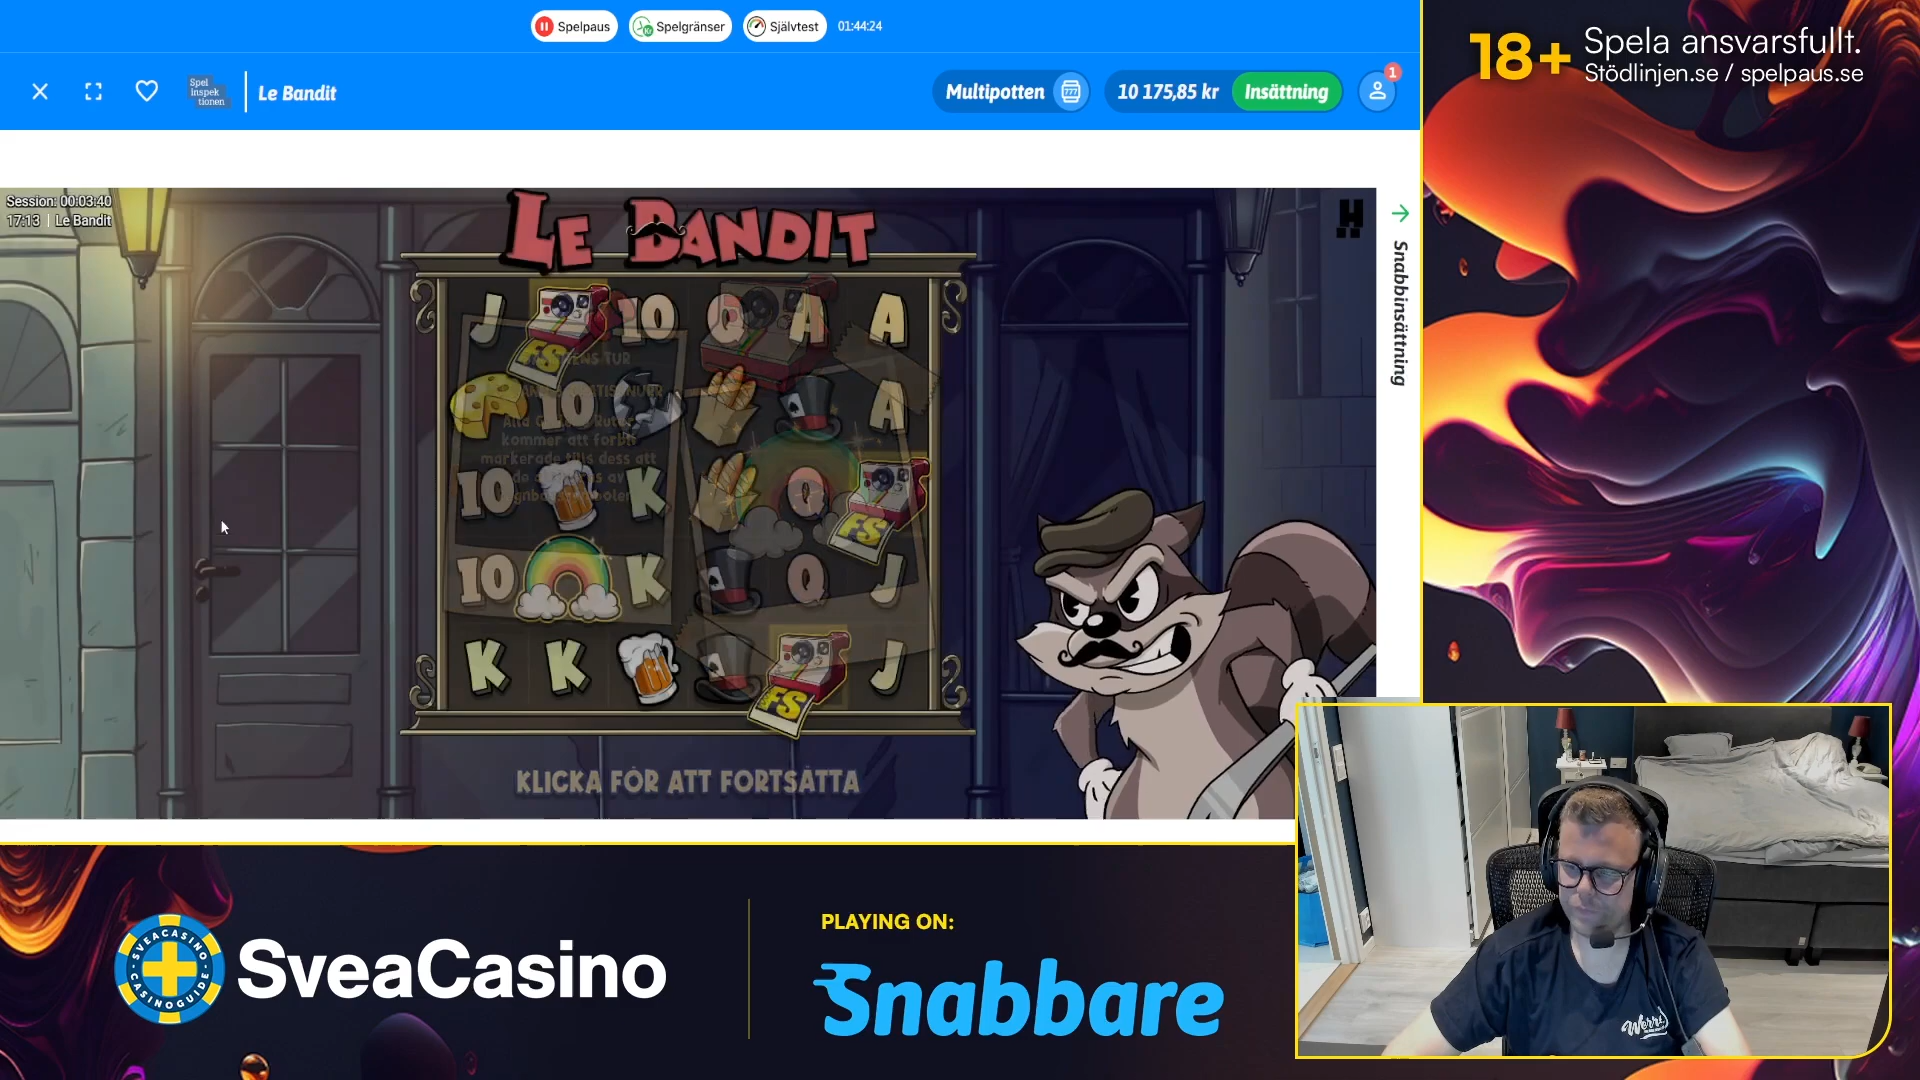 Spelpaus
Spelgränser
Självtest
01:44:24
Spel
Inspek
tionen
Le Bandit
Multipotten
777
10 175,85 kr
Insättning
1
18+
Spela ansvarsfullt.
Stödlinjen.se / spelpaus.se
Session: 00:03:40
17:13 | Le Bandit
LE BANDIT
Snabbinsättning
J
FS
10
Q
A
A
10
A
10
K
Q
FS
10
K
Q
J
K
K
FS
J
kommer att förbli
markerade tills dess att
KLICKA FÖR ATT FORTSÄTTA
SVEACASINO
CASINOGUIDE
SveaCasino
PLAYING ON:
Snabbare